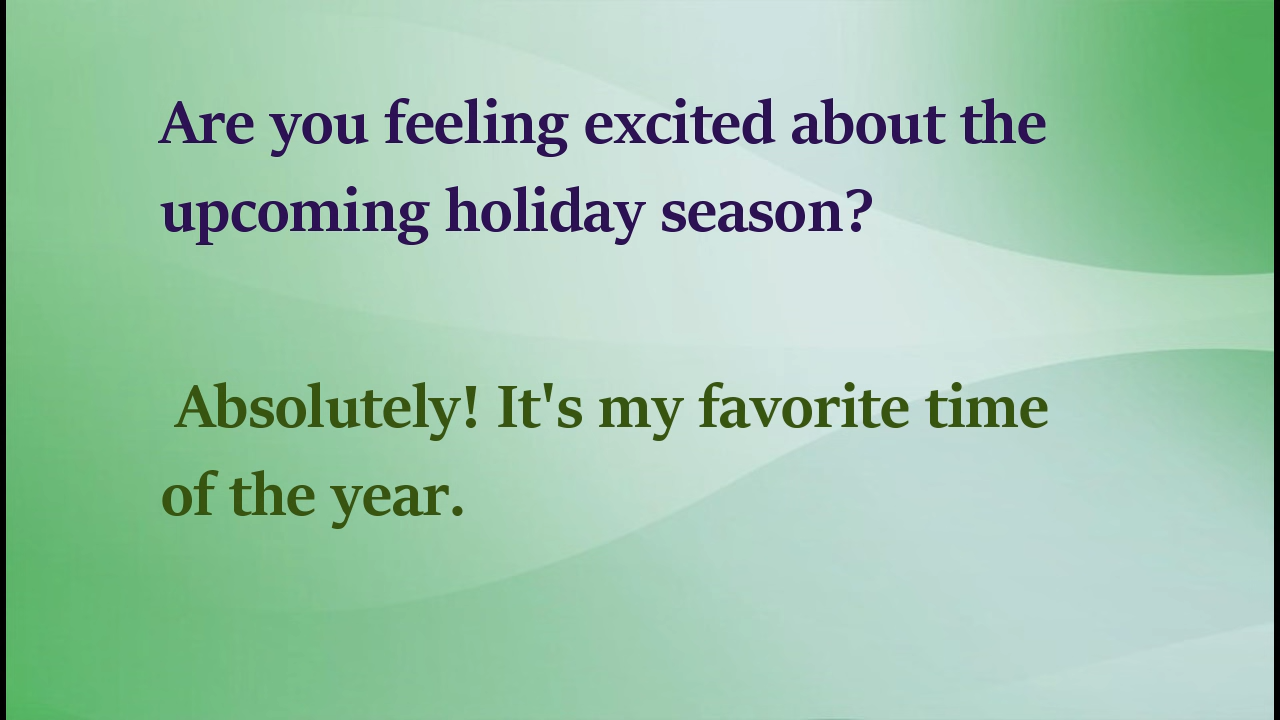 Are you feeling excited about the
upcoming holiday season?
Absolutely! It's my favorite time
of the year.